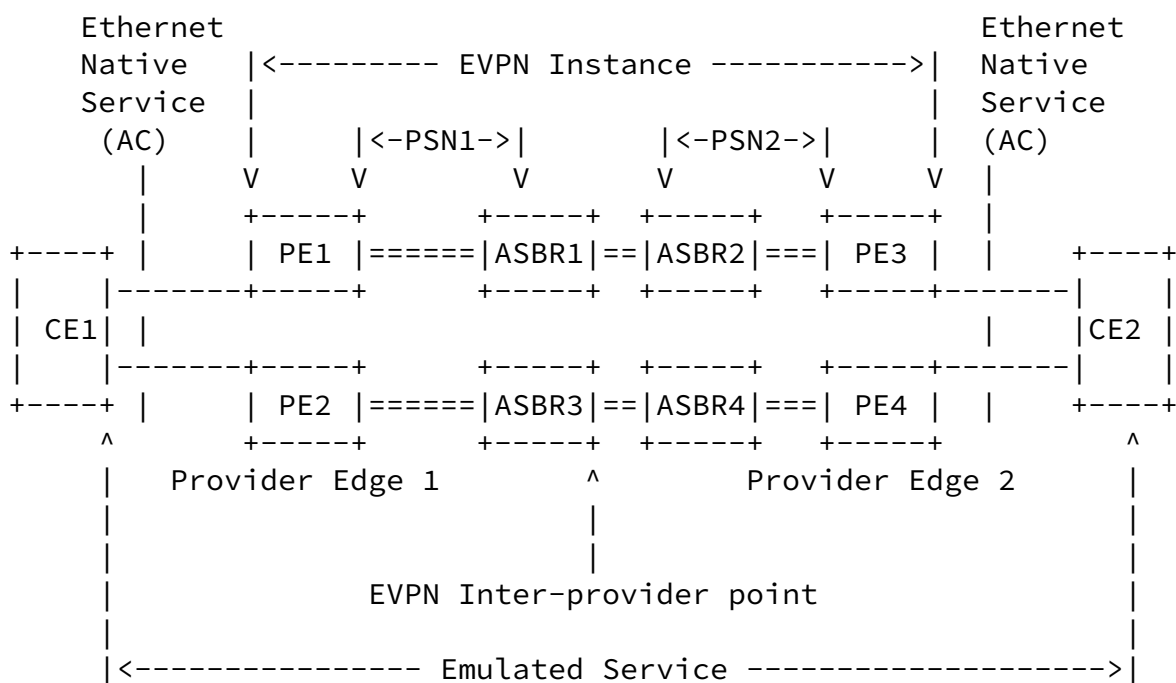 Ethernet Ethernet
Native |<--------- EVPN Instance ----------->| Native
Service | | Service
(AC) | |<-PSN1->| |<-PSN2->| | (AC)
| V V V V V V |
| +-----+ +-----+ +-----+ +-----+ |
+----+ | | PE1 |======|ASBR1|==|ASBR2|===| PE3 | | +----+
| |-------+-----+ +-----+ +-----+ +-----+-------| |
| CE1| | | |CE2 |
| |-------+-----+ +-----+ +-----+ +-----+-------| |
+----+ | | PE2 |======|ASBR3|==|ASBR4|===| PE4 | | +----+
^ +-----+ +-----+ +-----+ +-----+ ^
| Provider Edge 1 ^ Provider Edge 2 |
| | |
| | |
| EVPN Inter-provider point |
| |
|<---------------- Emulated Service ------------------->|